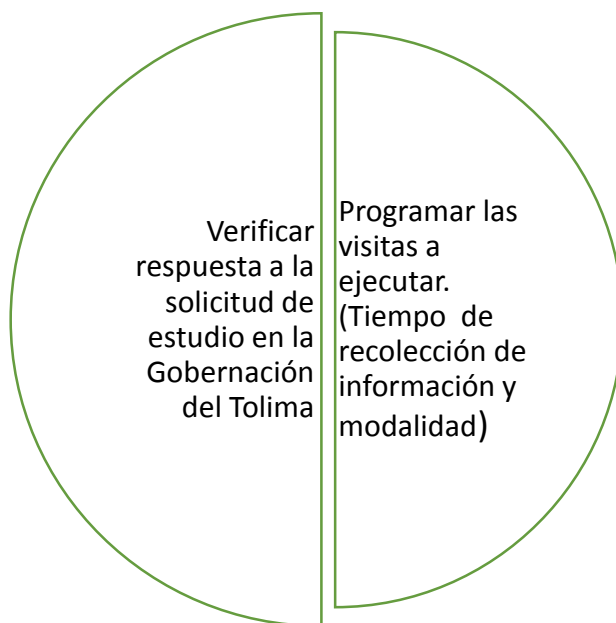 Verificar
respuesta a la
solicitud de
estudio en la
Gobernación
del Tolima
Programar las
visitas a
ejecutar.
(Tiempo de
recolección de
información y
modalidad)